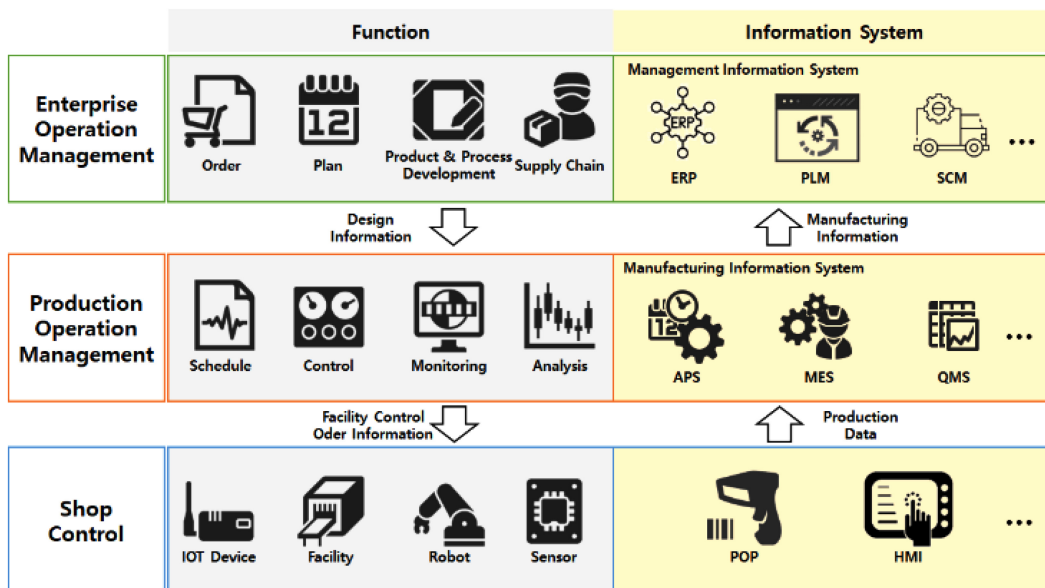 Function
Information System
Enterprise
Operation
Management
Order
12
Plan
Product & Process
Development
Supply Chain
Management Information System
ERP
ERP
PLM
SCM
...
Design
Information
Manufacturing
Information
Production
Operation
Management
Schedule
Control
Monitoring
Analysis
Manufacturing Information System
12
APS
MES
QMS
...
Facility Control
Oder Information
Production
Data
Shop
Control
IOT Device
Facility
Robot
Sensor
POP
HMI
...